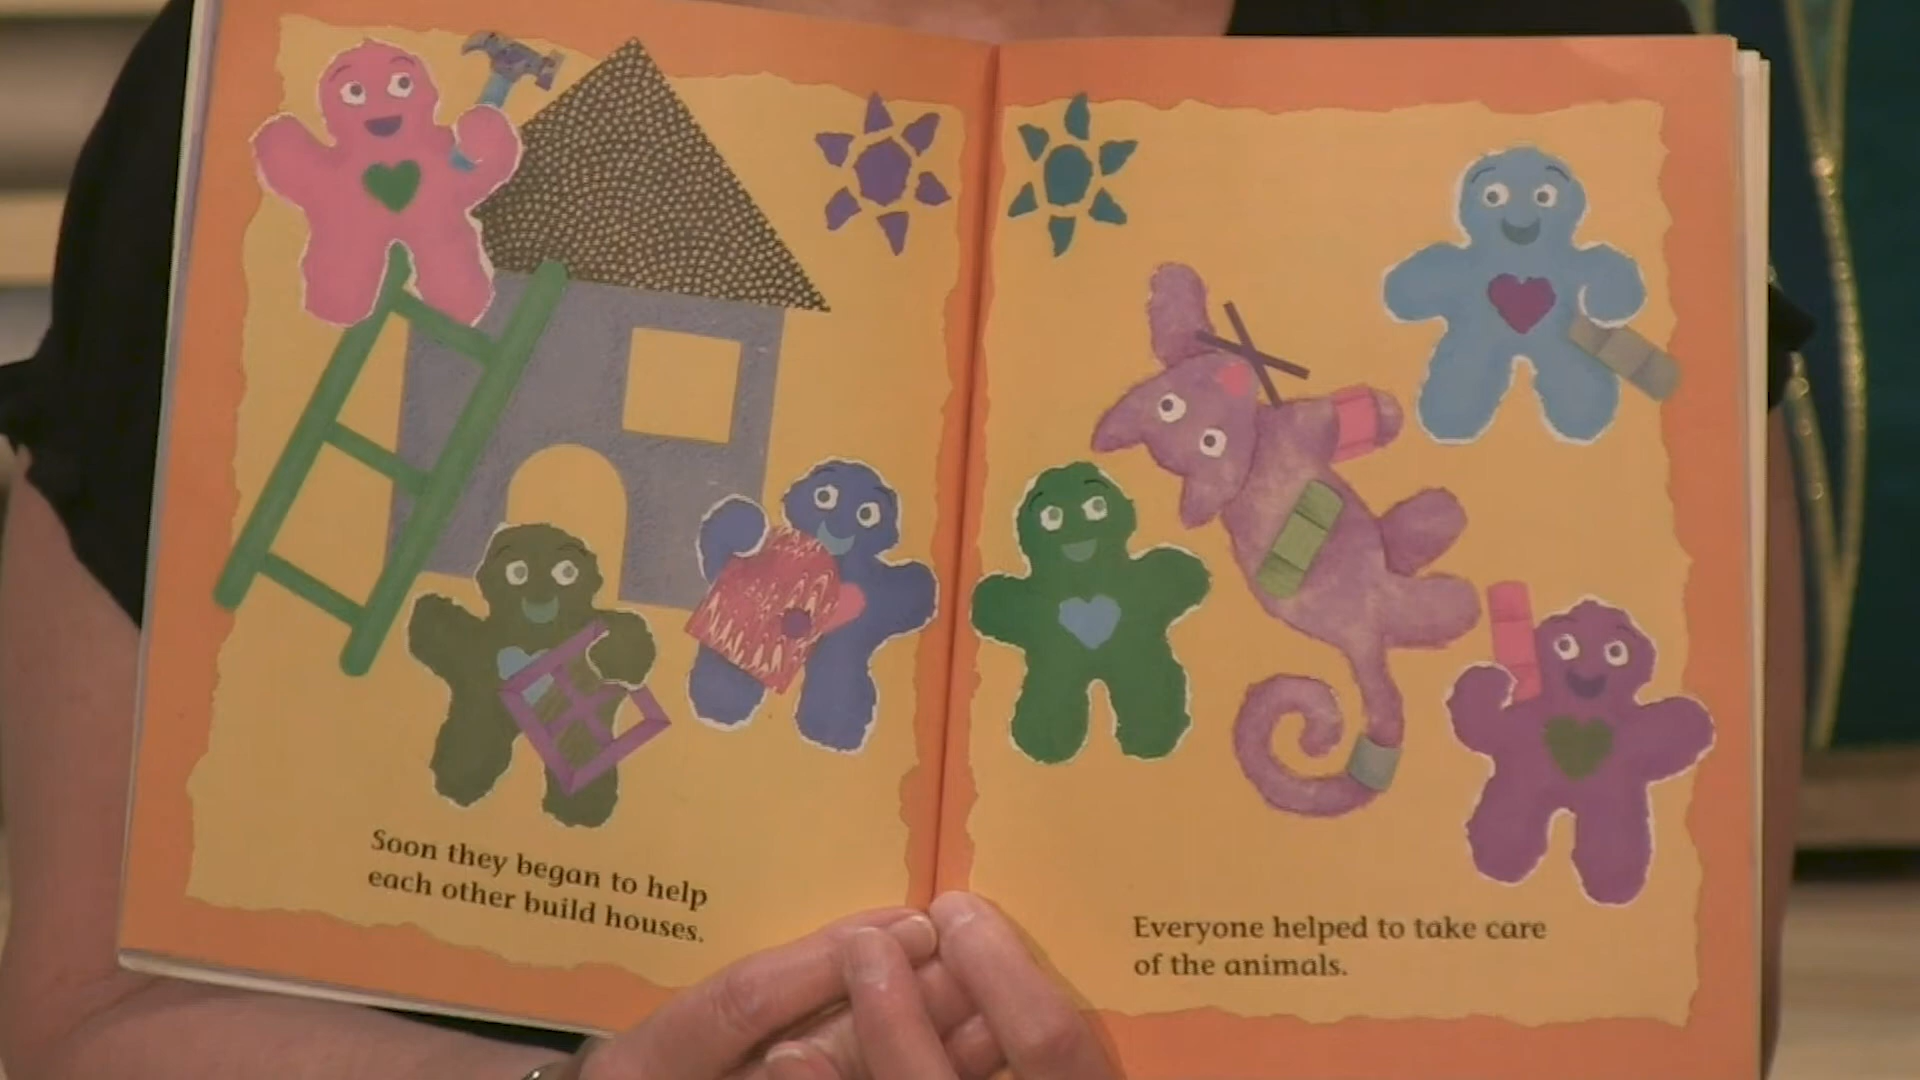 Soon they began to help
each other build houses.
Everyone helped to take care
of the animals.